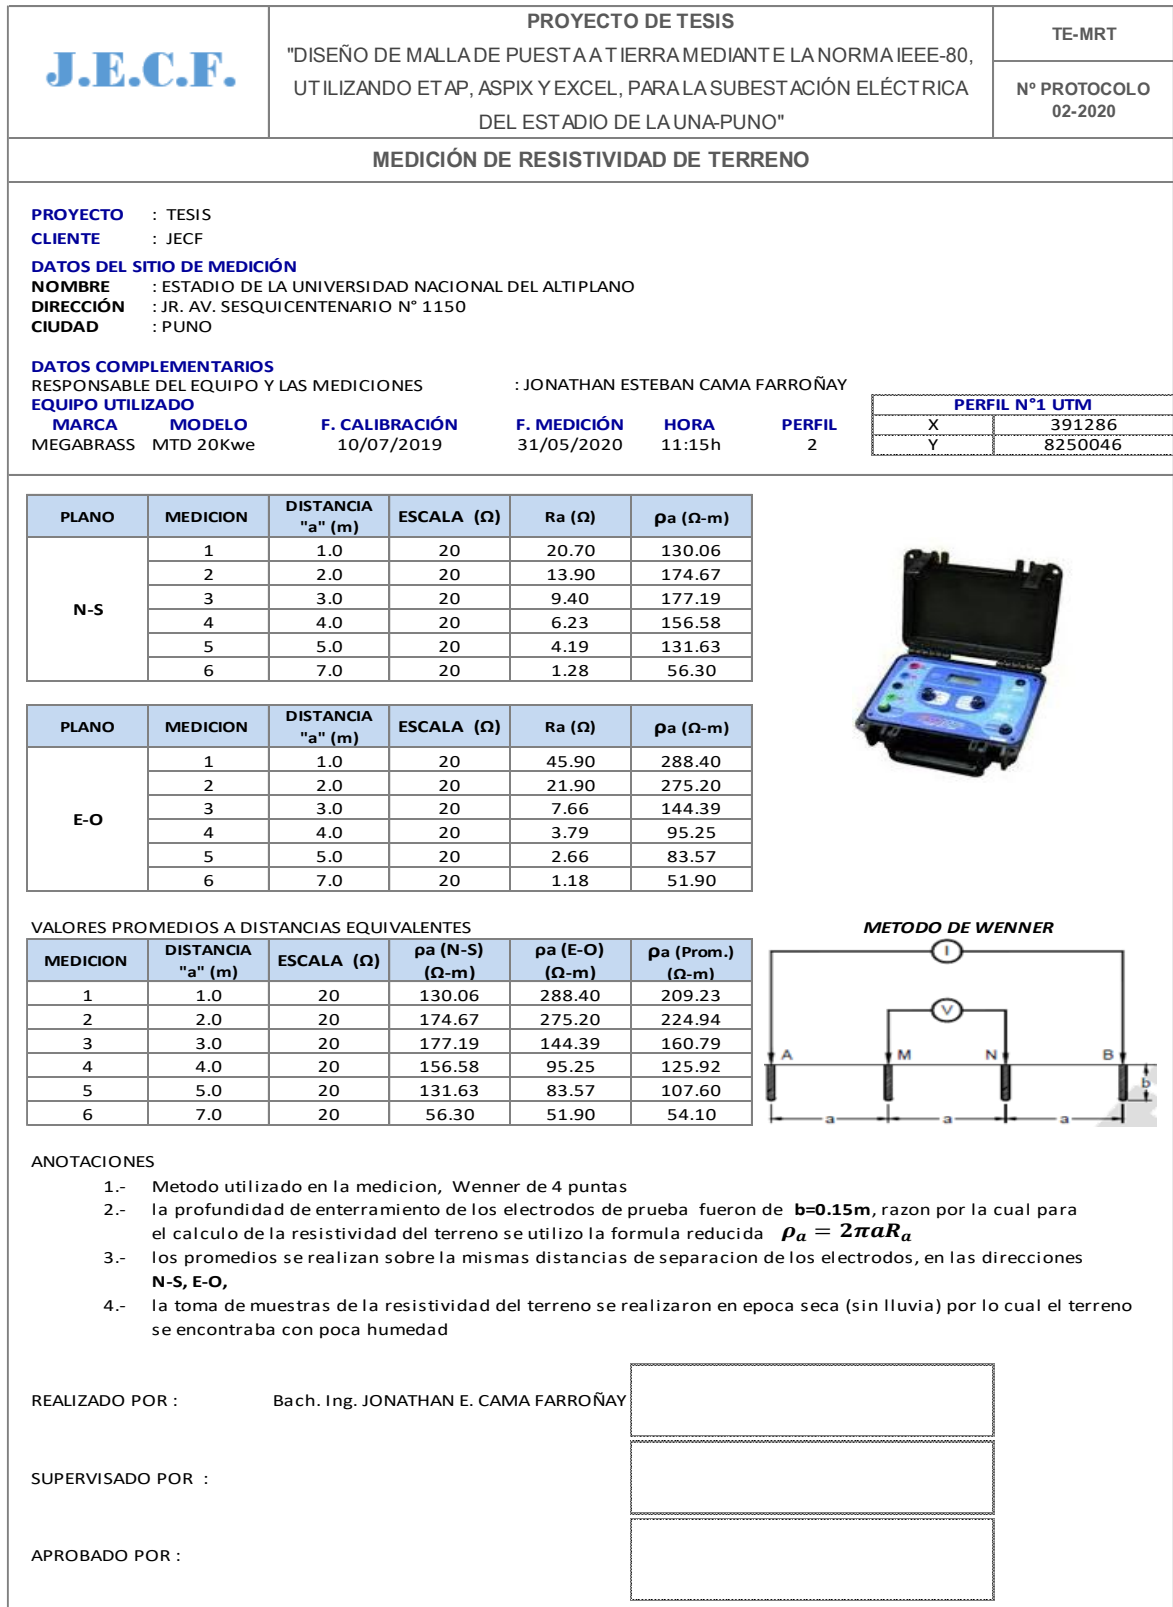 J.E.C.F.
PROYECTO DE TESIS
"DISEÑO DE MALLA DE PUESTA A TIERRA MEDIANTE LA NORMA IEEE-80,
UTILIZANDO ETAP, ASPIX Y EXCEL, PARA LA SUBESTACIÓN ELÉCTRICA
DEL ESTADIO DE LA UNA-PUNO"
TE-MRT
Nº PROTOCOLO
02-2020
MEDICIÓN DE RESISTIVIDAD DE TERRENO
PROYECTO : TESIS
CLIENTE : JECF
DATOS DEL SITIO DE MEDICIÓN
NOMBRE : ESTADIO DE LA UNIVERSIDAD NACIONAL DEL ALTIPLANO
DIRECCIÓN : JR. AV. SESQUICENTENARIO N° 1150
CIUDAD : PUNO
DATOS COMPLEMENTARIOS
RESPONSABLE DEL EQUIPO Y LAS MEDICIONES : JONATHAN ESTEBAN CAMA FARROÑAY
EQUIPO UTILIZADO PERFIL N°1 UTM
MARCA MODELO F. CALIBRACIÓN F. MEDICIÓN HORA PERFIL X 391286
MEGABRASS MTD 20Kwe 10/07/2019 31/05/2020 11:15h 2 Y 8250046
PLANO MEDICION DISTANCIA "a" (m) ESCALA (Ω) Ra (Ω) ρa (Ω-m)
N-S
1 1.0 20 20.70 130.06
2 2.0 20 13.90 174.67
3 3.0 20 9.40 177.19
4 4.0 20 6.23 156.58
5 5.0 20 4.19 131.63
6 7.0 20 1.28 56.30
PLANO MEDICION DISTANCIA "a" (m) ESCALA (Ω) Ra (Ω) ρa (Ω-m)
E-O
1 1.0 20 45.90 288.40
2 2.0 20 21.90 275.20
3 3.0 20 7.66 144.39
4 4.0 20 3.79 95.25
5 5.0 20 2.66 83.57
6 7.0 20 1.18 51.90
VALORES PROMEDIOS A DISTANCIAS EQUIVALENTES
MEDICION DISTANCIA "a" (m) ESCALA (Ω) ρa (N-S) (Ω-m) ρa (E-O) (Ω-m) ρa (Prom.) (Ω-m)
1 1.0 20 130.06 288.40 209.23
2 2.0 20 174.67 275.20 224.94
3 3.0 20 177.19 144.39 160.79
4 4.0 20 156.58 95.25 125.92
5 5.0 20 131.63 83.57 107.60
6 7.0 20 56.30 51.90 54.10
METODO DE WENNER
I
V
A M N B
b
a a a
ANOTACIONES
1.- Metodo utilizado en la medicion, Wenner de 4 puntas
2.- la profundidad de enterramiento de los electrodos de prueba fueron de b=0.15m, razon por la cual para
el calculo de la resistividad del terreno se utilizo la formula reducida ρa = 2πaRa
3.- los promedios se realizan sobre la mismas distancias de separacion de los electrodos, en las direcciones
N-S, E-O,
4.- la toma de muestras de la resistividad del terreno se realizaron en epoca seca (sin lluvia) por lo cual el terreno
se encontraba con poca humedad
REALIZADO POR : Bach. Ing. JONATHAN E. CAMA FARROÑAY
SUPERVISADO POR :
APROBADO POR :